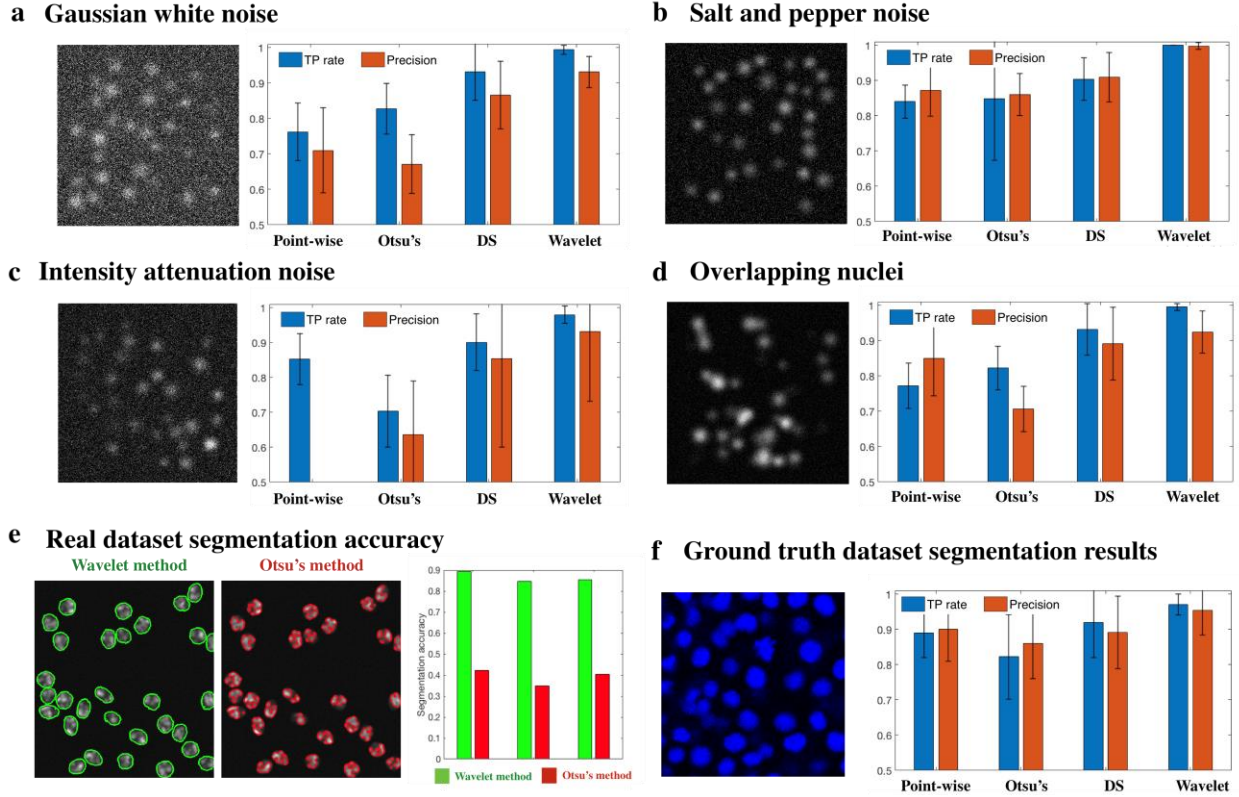 a Gaussian white noise
1
0.9
0.8
0.7
0.6
0.5
TP rate
Precision
Point-wise
Otsu's
DS
Wavelet
b Salt and pepper noise
1
0.9
0.8
0.7
0.6
0.5
TP rate
Precision
Point-wise
Otsu's
DS
Wavelet
c Intensity attenuation noise
1
0.9
0.8
0.7
0.6
0.5
TP rate
Precision
Point-wise
Otsu's
DS
Wavelet
d Overlapping nuclei
1
0.9
0.8
0.7
0.6
0.5
TP rate
Precision
Point-wise
Otsu's
DS
Wavelet
e Real dataset segmentation accuracy
Wavelet method
Otsu's method
Segmentation accuracy
0.9
0.8
0.7
0.6
0.5
0.4
0.3
0.2
0.1
0
Wavelet method
Otsu's method
f Ground truth dataset segmentation results
1
0.9
0.8
0.7
0.6
0.5
TP rate
Precision
Point-wise
Otsu's
DS
Wavelet